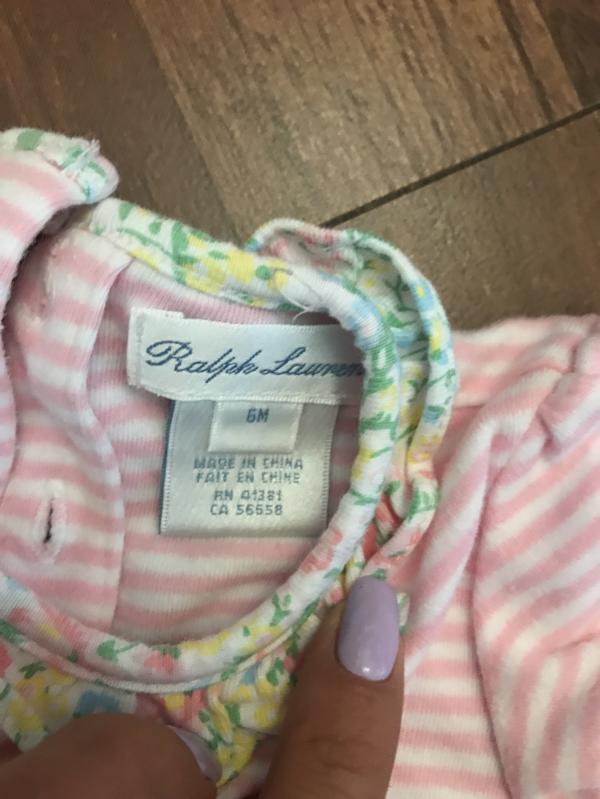 Ralph Lauren
6M
MADE IN CHINA
FAIT EN CHINE
RN 41381
CA 56658